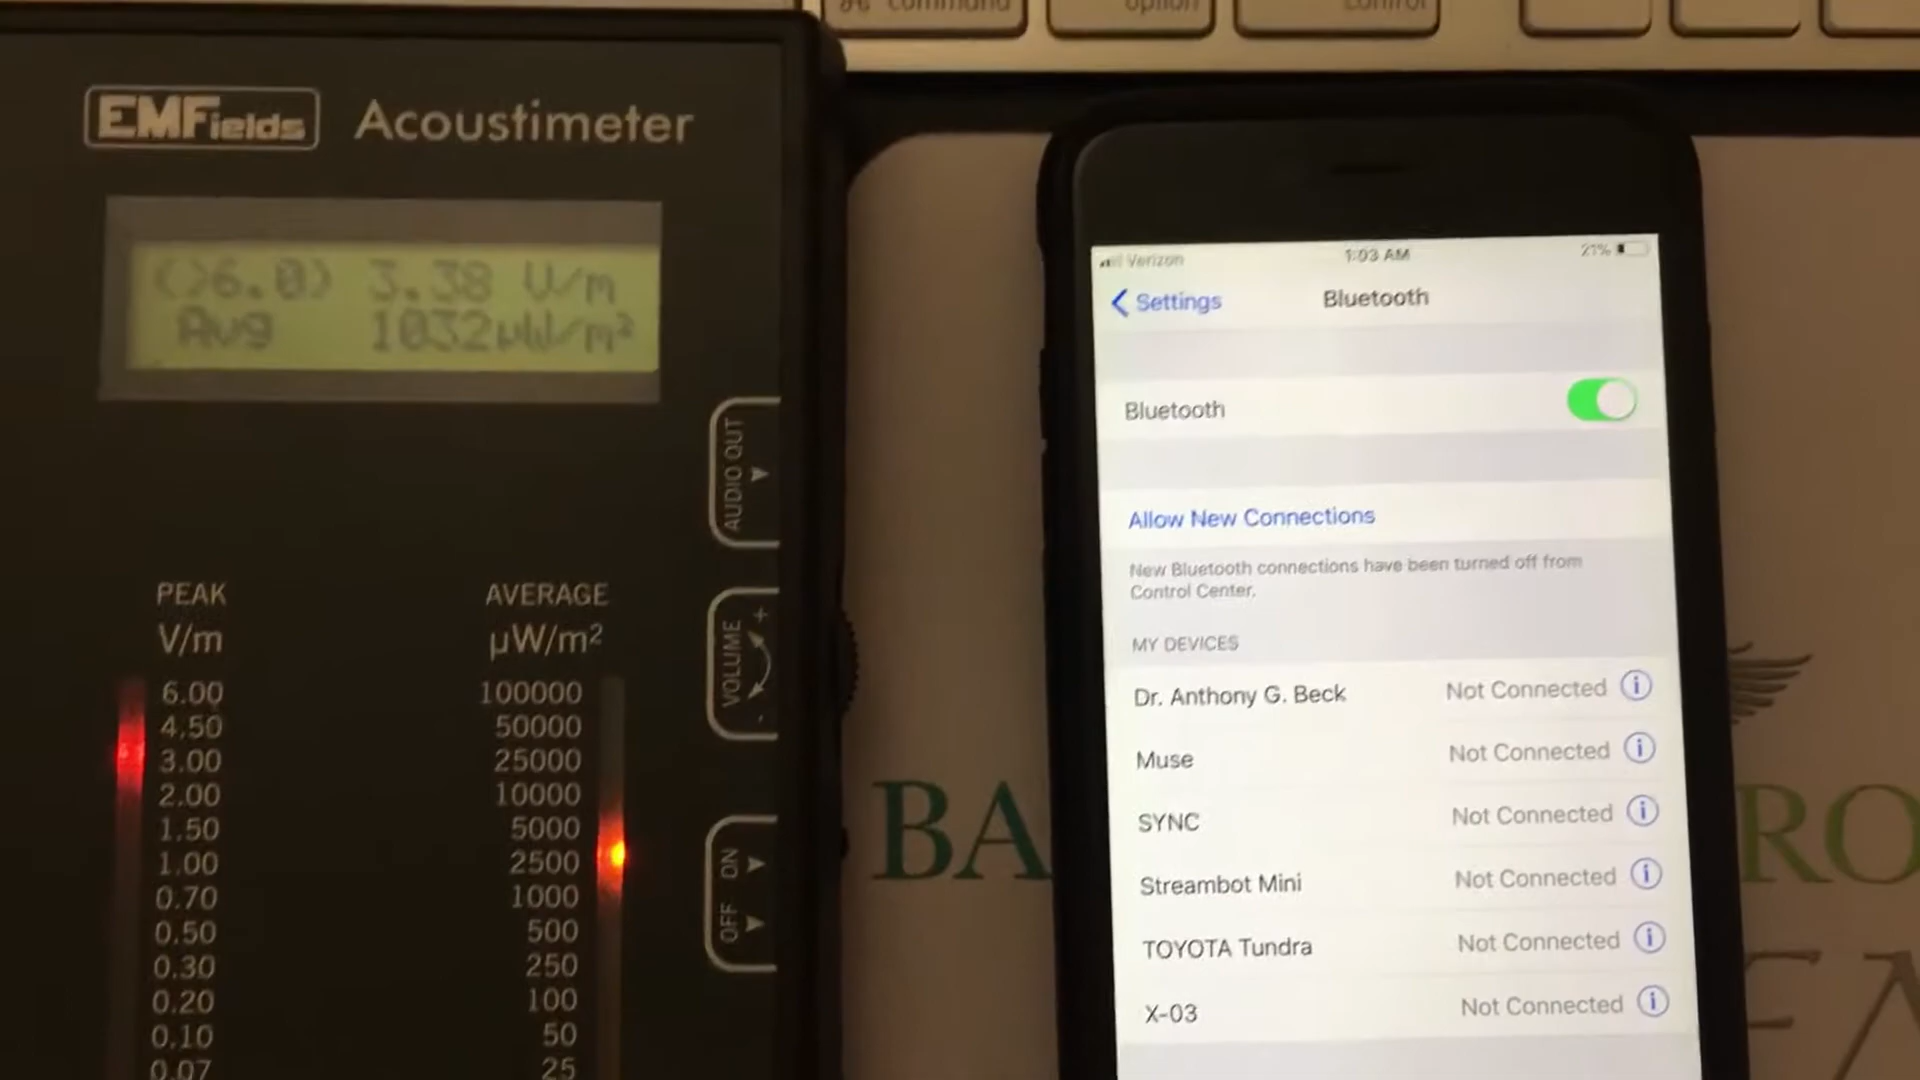 command
option
control
EMFields Acoustimeter
(>6.0) 3.38 V/m
Avg 1032µW/m²
AUDIO OUT
VOLUME
+
-
OFF ON
PEAK
V/m
6.00
4.50
3.00
2.00
1.50
1.00
0.70
0.50
0.30
0.20
0.10
0.07
AVERAGE
µW/m²
100000
50000
25000
10000
5000
2500
1000
500
250
100
50
25
Verizon 1:03 AM 21%
Settings Bluetooth
Bluetooth
Allow New Connections
New Bluetooth connections have been turned off from
Control Center.
MY DEVICES
Dr. Anthony G. Beck Not Connected
Muse Not Connected
SYNC Not Connected
Streambot Mini Not Connected
TOYOTA Tundra Not Connected
X-03 Not Connected
BA
RO